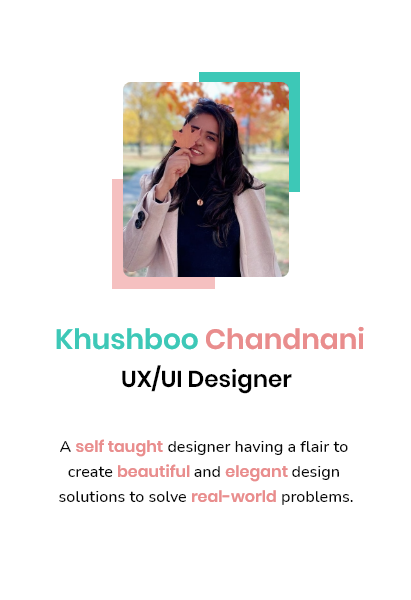 Khushboo Chandnani
UX/UI Designer
A self taught designer having a flair to
create beautiful and elegant design
solutions to solve real-world problems.